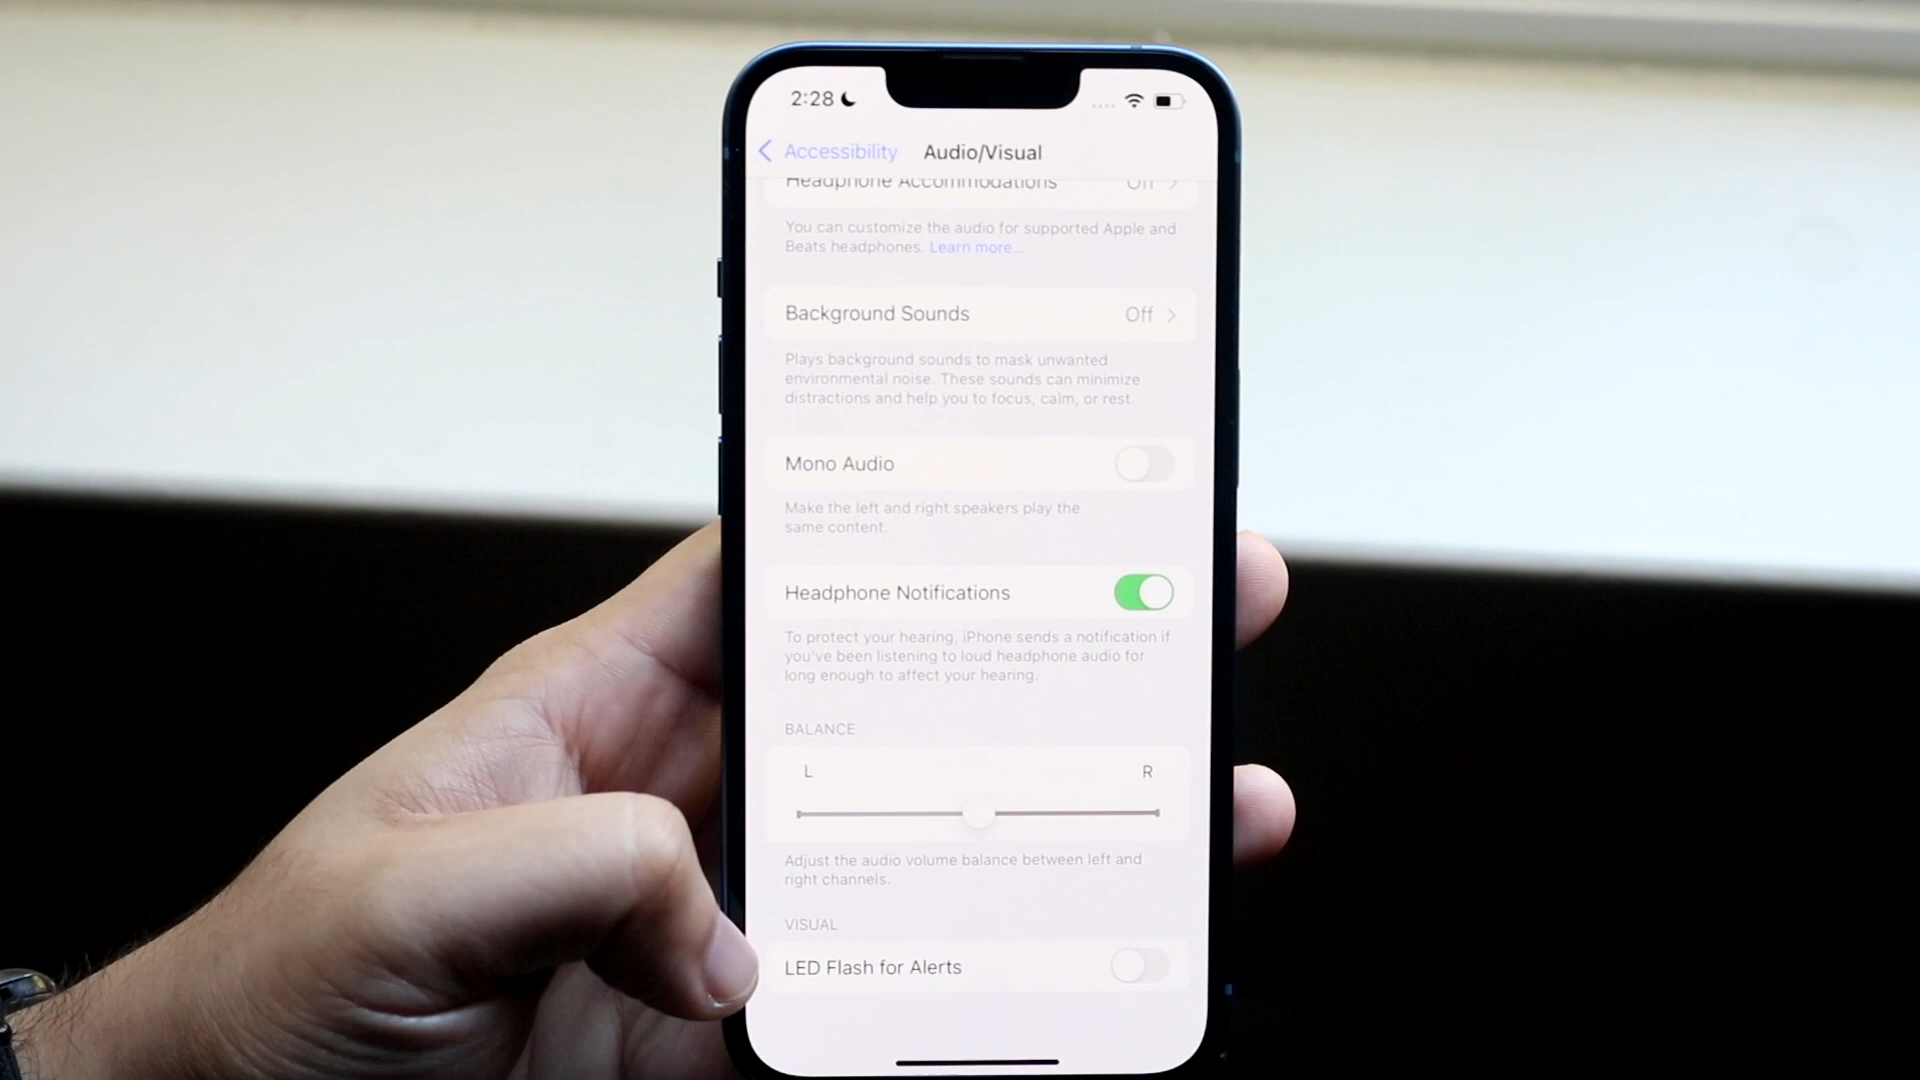 2:28
Accessibility Audio/Visual
Headphone Accommodations Off
You can customize the audio for supported Apple and
Beats headphones. Learn more...
Background Sounds Off
Plays background sounds to mask unwanted
environmental noise. These sounds can minimize
distractions and help you to focus, calm, or rest.
Mono Audio
Make the left and right speakers play the
same content.
Headphone Notifications
To protect your hearing, iPhone sends a notification if
you've been listening to loud headphone audio for
long enough to affect your hearing.
BALANCE
L R
Adjust the audio volume balance between left and
right channels.
VISUAL
LED Flash for Alerts